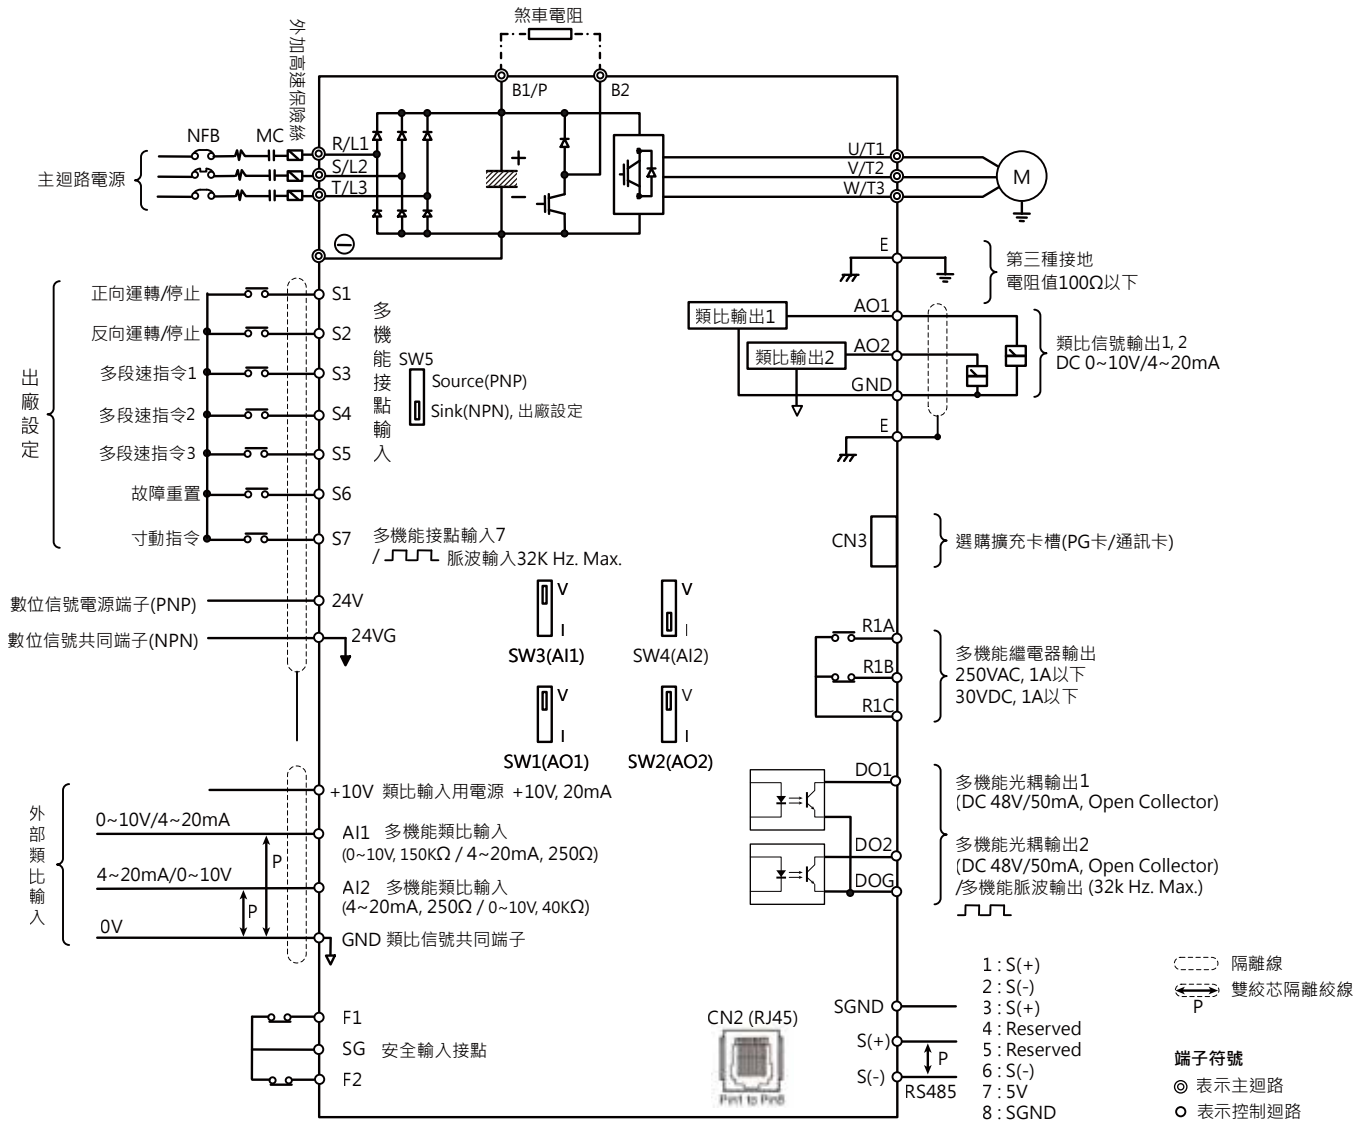 煞車電阻
外加高速保險絲
B1/P
B2
NFB
MC
R/L1
S/L2
T/L3
主迴路電源
+
−
U/T1
V/T2
W/T3
M
E
第三種接地
電阻值100Ω以下
出廠設定
正向運轉/停止
S1
反向運轉/停止
S2
多段速指令1
S3
多段速指令2
S4
多段速指令3
S5
故障重置
S6
寸動指令
S7
多機能接點輸入
SW5
Source(PNP)
Sink(NPN), 出廠設定
多機能接點輸入7
/ 脈波輸入32K Hz. Max.
類比輸出1
AO1
類比輸出2
AO2
GND
E
類比信號輸出1, 2
DC 0~10V/4~20mA
CN3
選購擴充卡槽(PG卡/通訊卡)
數位信號電源端子(PNP)
24V
數位信號共同端子(NPN)
24VG
V
I
SW3(AI1)
V
I
SW4(AI2)
V
I
SW1(AO1)
V
I
SW2(AO2)
R1A
R1B
R1C
多機能繼電器輸出
250VAC, 1A以下
30VDC, 1A以下
DO1
DO2
DOG
多機能光耦輸出1
(DC 48V/50mA, Open Collector)
多機能光耦輸出2
(DC 48V/50mA, Open Collector)
/多機能脈波輸出 (32k Hz. Max.)
外部類比輸入
+10V 類比輸入用電源 +10V, 20mA
0~10V/4~20mA
AI1 多機能類比輸入
(0~10V, 150KΩ / 4~20mA, 250Ω)
P
4~20mA/0~10V
AI2 多機能類比輸入
(4~20mA, 250Ω / 0~10V, 40KΩ)
P
0V
GND 類比信號共同端子
F1
SG 安全輸入接點
F2
CN2 (RJ45)
Pin1 to Pin8
SGND
S(+)
S(-)
P
RS485
1 : S(+)
2 : S(-)
3 : S(+)
4 : Reserved
5 : Reserved
6 : S(-)
7 : 5V
8 : SGND
隔離線
雙絞芯隔離絞線
P
端子符號
◎ 表示主迴路
○ 表示控制迴路